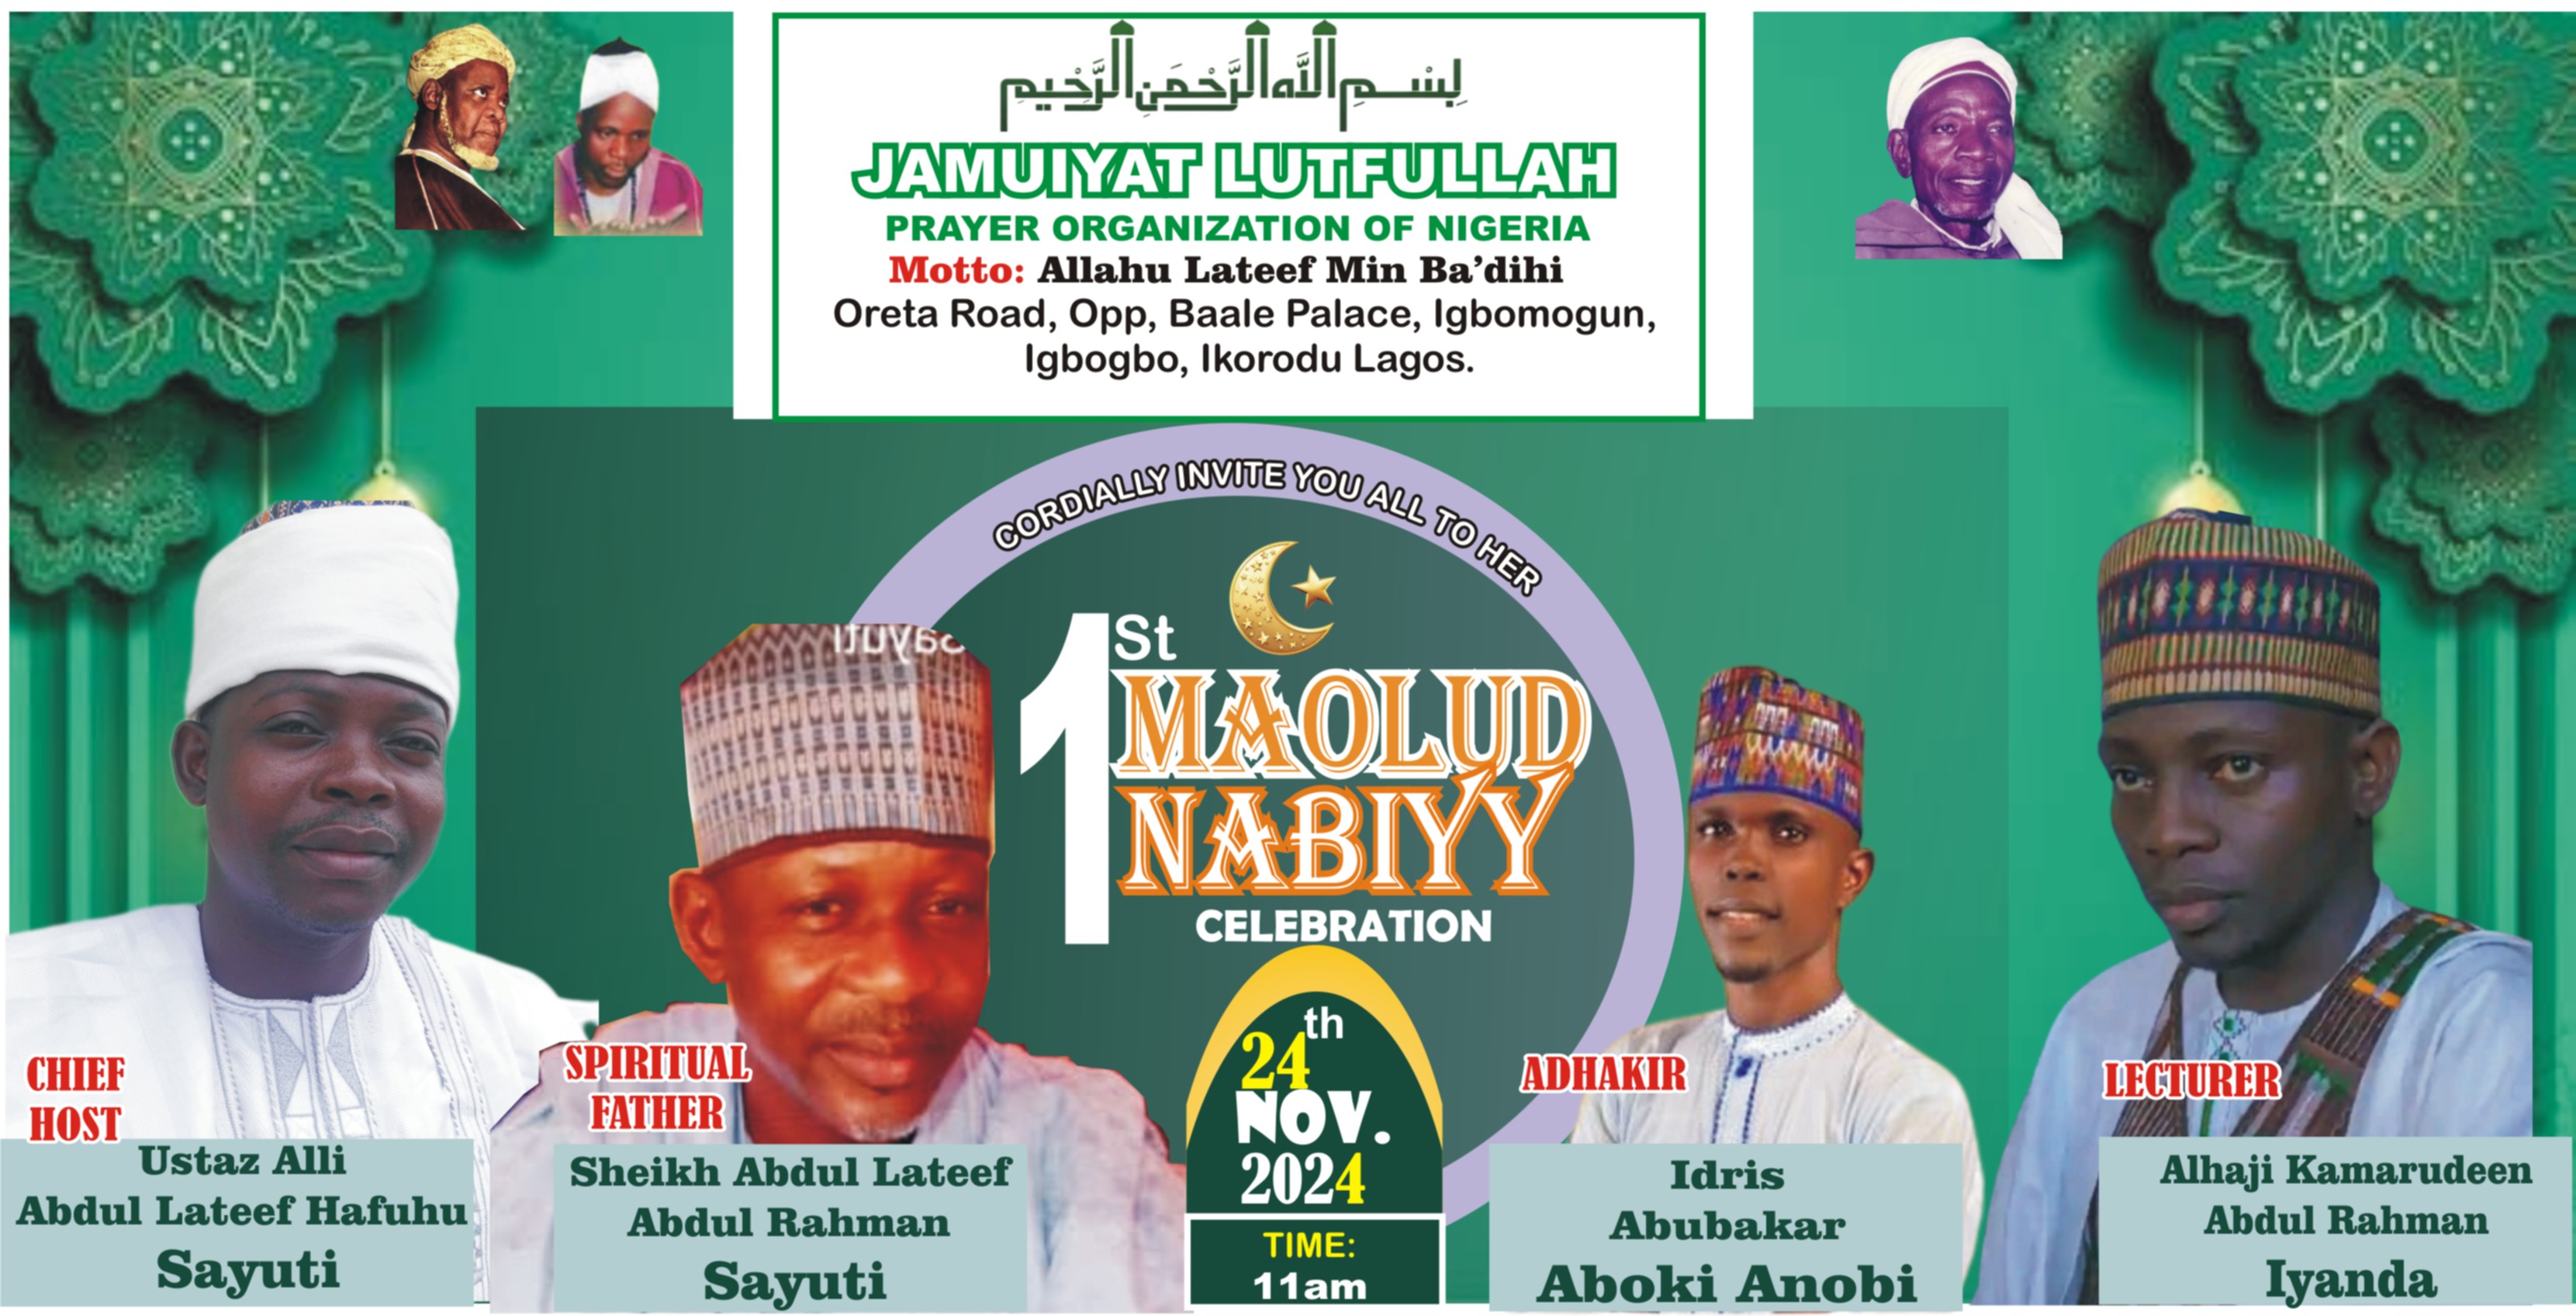 بِسْمِ اللَّهِ الرَّحْمَنِ الرَّحِيمِ
JAMUIYAT LUTFULLAH
PRAYER ORGANIZATION OF NIGERIA
Motto: Allahu Lateef Min Ba'dihi
Oreta Road, Opp, Baale Palace, Igbomogun,
Igbogbo, Ikorodu Lagos.
CORDIALLY INVITE YOU ALL TO HER
1St
MAOLUD
NABIYY
CELEBRATION
24th
NOV.
2024
TIME:
11am
CHIEF
HOST
Ustaz Alli
Abdul Lateef Hafuhu
Sayuti
Sayuti
SPIRITUAL
FATHER
Sheikh Abdul Lateef
Abdul Rahman
Sayuti
ADHAKIR
Idris
Abubakar
Aboki Anobi
LECTURER
Alhaji Kamarudeen
Abdul Rahman
Iyanda